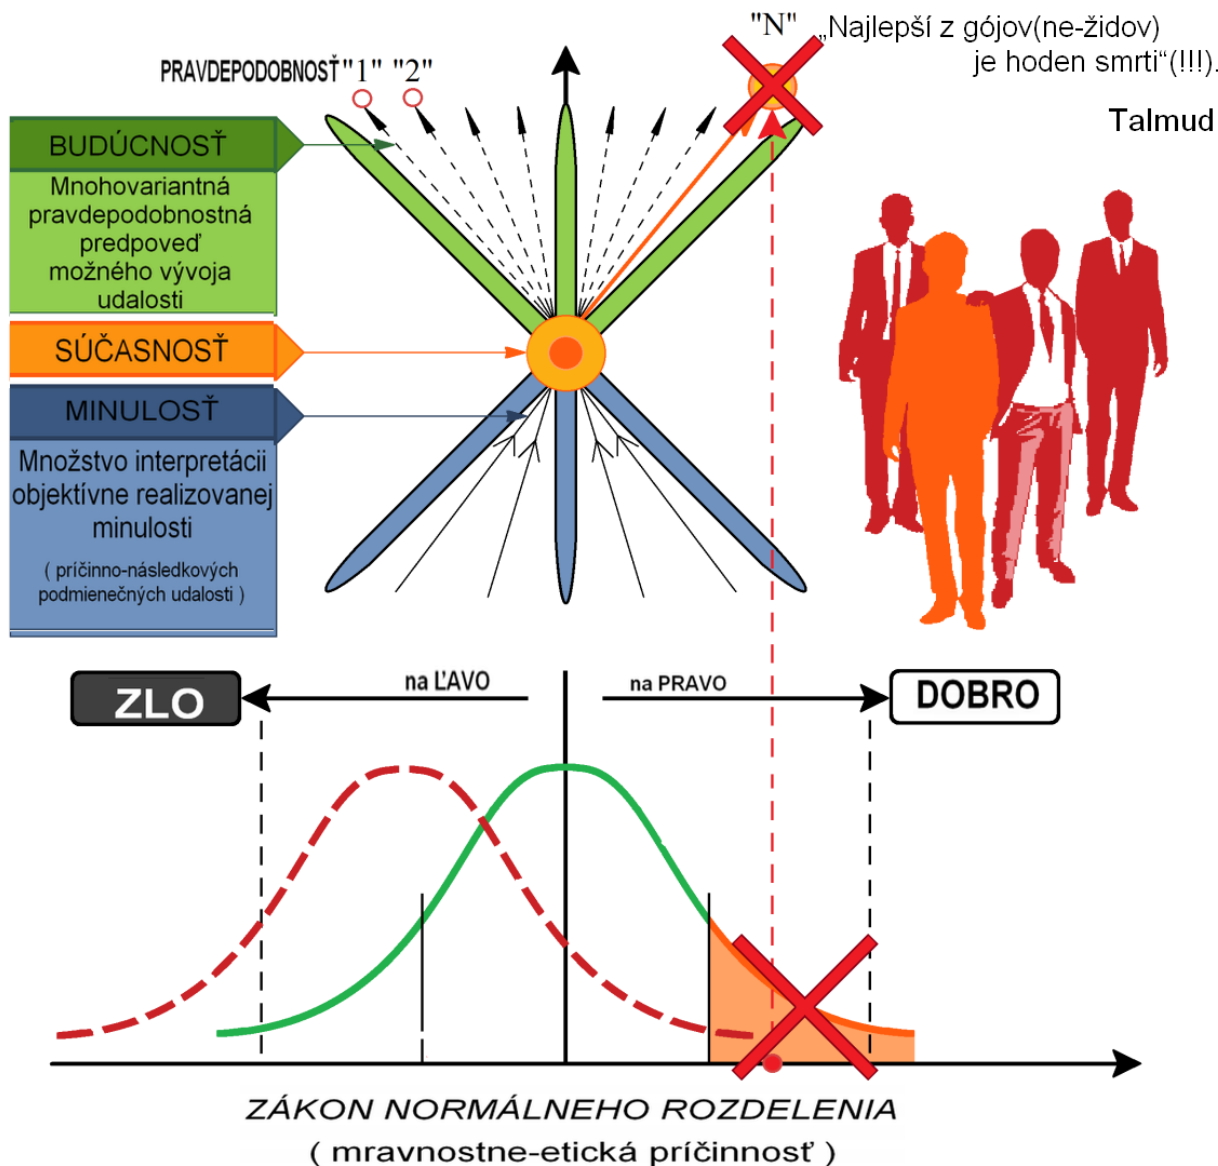 "N"
„Najlepší z gójov(ne-židov)
je hoden smrti“(!!!).
Talmud
PRAVDEPODOBNOSŤ "1" "2"
BUDÚCNOSŤ
Mnohovariantná
pravdepodobnostná
predpoveď
možného vývoja
udalosti
SÚČASNOSŤ
MINULOSŤ
Množstvo interpretácii
objektívne realizovanej
minulosti
( príčinno-následkových
podmienečných udalosti )
ZLO
na ĽAVO
na PRAVO
DOBRO
ZÁKON NORMÁLNEHO ROZDELENIA
( mravnostne-etická príčinnosť )